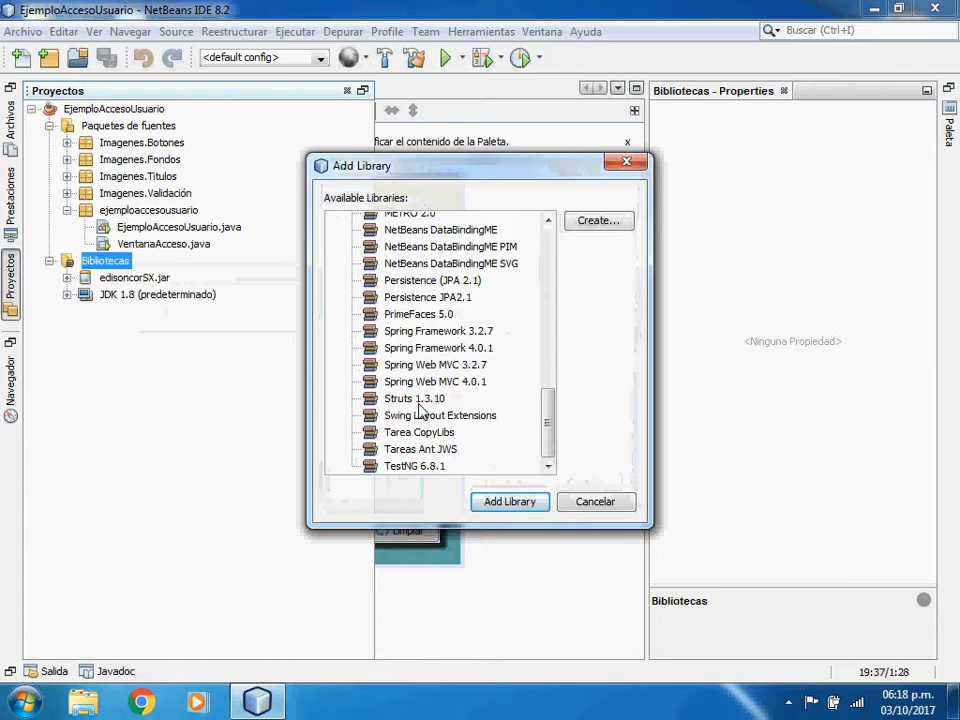 EjemploAccesoUsuario - NetBeans IDE 8.2
Archivo Editar Ver Navegar Source Reestructurar Ejecutar Depurar Profile Team Herramientas Ventana Ayuda
Buscar (Ctrl+I)
<default config>
Archivos
Prestaciones
Proyectos
Navegador
Proyectos
EjemploAccesoUsuario
Paquetes de fuentes
Imagenes.Botones
Imagenes.Fondos
Imagenes.Titulos
Imagenes.Validación
ejemploaccesousuario
EjemploAccesoUsuario.java
VentanaAcceso.java
Bibliotecas
edisoncorSX.jar
JDK 1.8 (predeterminado)
ficar el contenido de la Paleta. x
Add Library
Available Libraries:
METRO 2.0
NetBeans DataBindingME
NetBeans DataBindingME PIM
NetBeans DataBindingME SVG
Persistence (JPA 2.1)
Persistence JPA2.1
PrimeFaces 5.0
Spring Framework 3.2.7
Spring Framework 4.0.1
Spring Web MVC 3.2.7
Spring Web MVC 4.0.1
Struts 1.3.10
Swing Layout Extensions
Tarea CopyLibs
Tareas Ant JWS
TestNG 6.8.1
Create...
Add Library
Cancelar
Limpiar
Bibliotecas - Properties
<Ninguna Propiedad>
Bibliotecas
Paleta
Salida
Javadoc
19:37/1:28
06:18 p.m.
03/10/2017